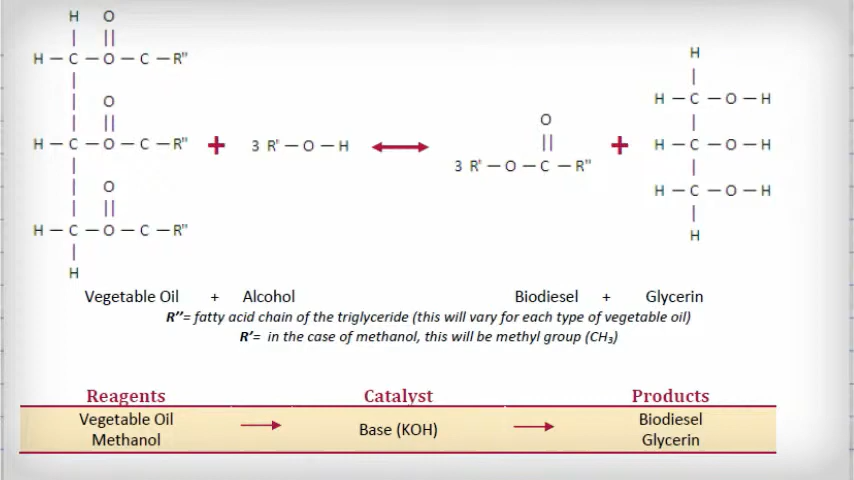 H O
H — C — O — C — R"
O
H — C — O — C — R" + 3 R' — O — H
O
H — C — O — C — R"
H
O
3 R' — O — C — R" +
H
H — C — O — H
H — C — O — H
H — C — O — H
H
Vegetable Oil + Alcohol Biodiesel + Glycerin
R''= fatty acid chain of the triglyceride (this will vary for each type of vegetable oil)
R'= in the case of methanol, this will be methyl group (CH₃)
Reagents Catalyst Products
Vegetable Oil
Methanol
Base (KOH)
Biodiesel
Glycerin